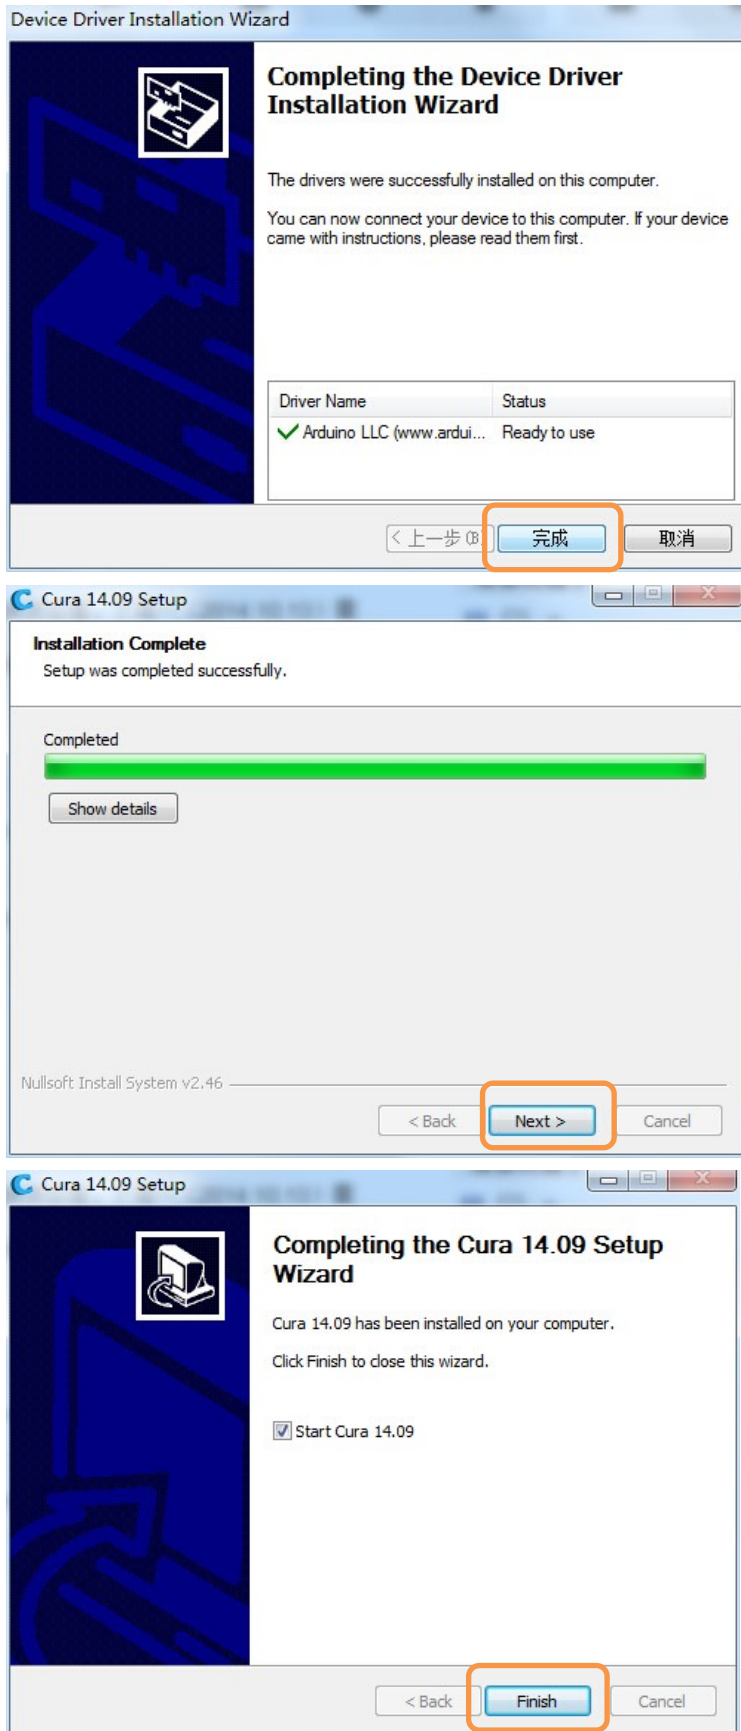 Device Driver Installation Wizard
Completing the Device Driver
Installation Wizard
The drivers were successfully installed on this computer.
You can now connect your device to this computer. If your device
came with instructions, please read them first.
Driver Name Status
Arduino LLC (www.ardui... Ready to use
< 上一步(B) 完成 取消
Cura 14.09 Setup
Installation Complete
Setup was completed successfully.
Completed
Show details
Nullsoft Install System v2.46
< Back Next > Cancel
Cura 14.09 Setup
Completing the Cura 14.09 Setup
Wizard
Cura 14.09 has been installed on your computer.
Click Finish to close this wizard.
Start Cura 14.09
< Back Finish Cancel